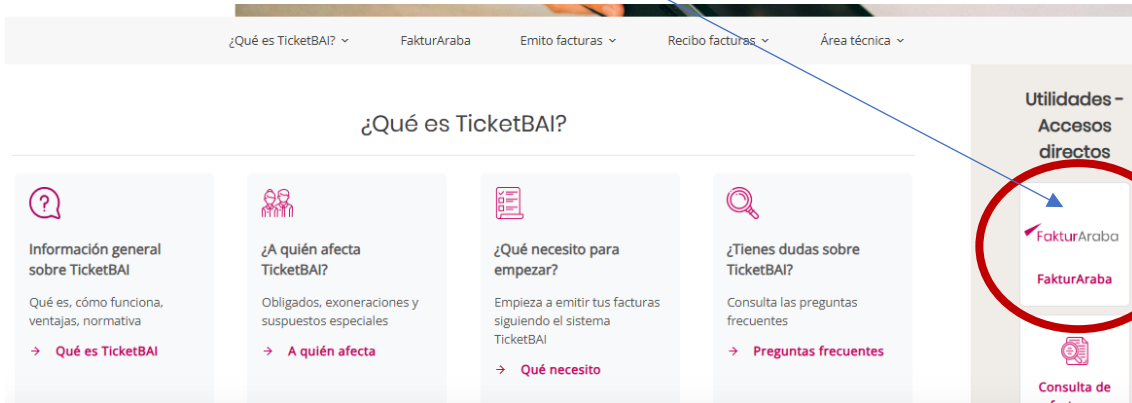 ¿Qué es TicketBAI?
FakturAraba
Emito facturas
Recibo facturas
Área técnica
¿Qué es TicketBAI?
Información general
sobre TicketBAI
Qué es, cómo funciona,
ventajas, normativa
→ Qué es TicketBAI
¿A quién afecta
TicketBAI?
Obligados, exoneraciones y
supuestos especiales
→ A quién afecta
¿Qué necesito para
empezar?
Empieza a emitir tus facturas
siguiendo el sistema
TicketBAI
→ Qué necesito
¿Tienes dudas sobre
TicketBAI?
Consulta las preguntas
frecuentes
→ Preguntas frecuentes
Utilidades -
Accesos
directos
FakturAraba
FakturAraba
Consulta de